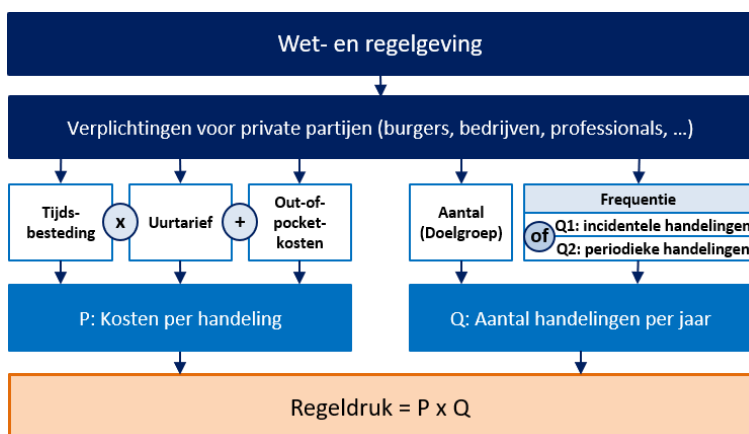 Wet- en regelgeving
Verplichtingen voor private partijen (burgers, bedrijven, professionals, ...)
Tijds-
besteding
x
Uurtarief
+
Out-of-
pocket-
kosten
Aantal
(Doelgroep)
Frequentie
of
Q1: incidentele handelingen
Q2: periodieke handelingen
P: Kosten per handeling
Q: Aantal handelingen per jaar
Regeldruk = P x Q